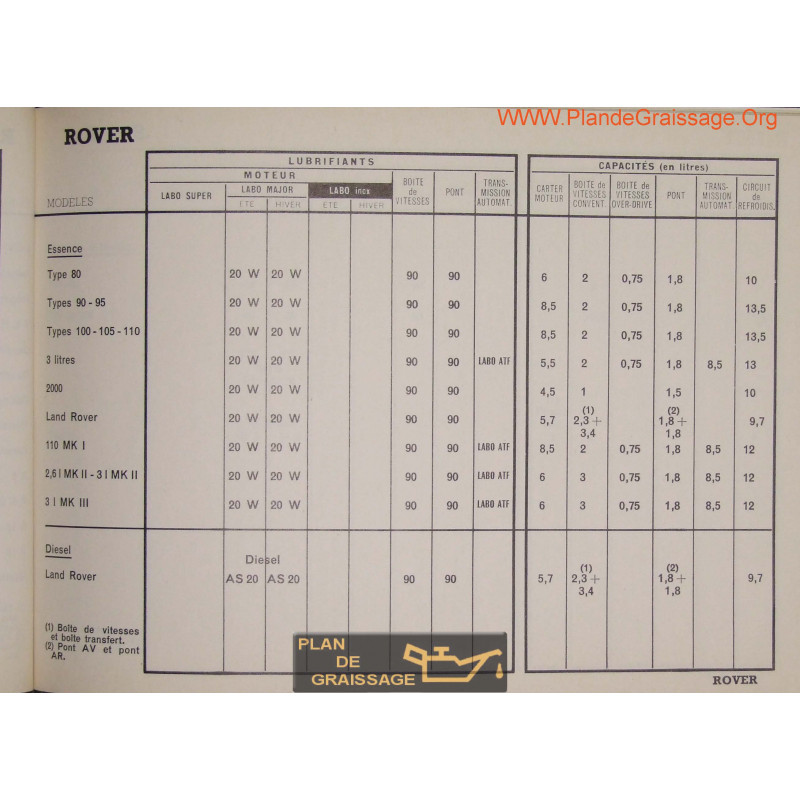 WWW.PlandeGraissage.Org
ROVER
LUBRIFIANTS
CAPACITÉS (en litres)
MOTEUR
LABO SUPER
LABO MAJOR
LABO inox
ÉTÉ HIVER ÉTÉ HIVER
BOITE de VITESSES
PONT
TRANS- MISSION AUTOMAT.
CARTER MOTEUR
BOITE de VITESSES CONVENT.
BOITE de VITESSES OVER-DRIVE
PONT
TRANS- MISSION AUTOMAT.
CIRCUIT de REFROIDIS.
MODELES
Essence
Type 80 20 W 20 W 90 90 6 2 0,75 1,8 10
Types 90 - 95 20 W 20 W 90 90 8,5 2 0,75 1,8 13,5
Types 100 - 105 - 110 20 W 20 W 90 90 8,5 2 0,75 1,8 13,5
3 litres 20 W 20 W 90 90 LABO ATF 5,5 2 0,75 1,8 8,5 13
2000 20 W 20 W 90 90 4,5 1 1,5 10
Land Rover 20 W 20 W 90 90 5,7 (1) 2,3 + 3,4 (2) 1,8 + 1,8 9,7
110 MK I 20 W 20 W 90 90 LABO ATF 8,5 2 0,75 1,8 8,5 12
2,6 l MK II - 3 l MK II 20 W 20 W 90 90 LABO ATF 6 3 0,75 1,8 8,5 12
3 l MK III 20 W 20 W 90 90 LABO ATF 6 3 0,75 1,8 8,5 12
Diesel
Diesel
Land Rover AS 20 AS 20 90 90 5,7 (1) 2,3 + 3,4 (2) 1,8 + 1,8 9,7
(1) Boîte de vitesses
et boîte transfert.
(2) Pont AV et pont
AR.
PLAN
DE
GRAISSAGE
ROVER